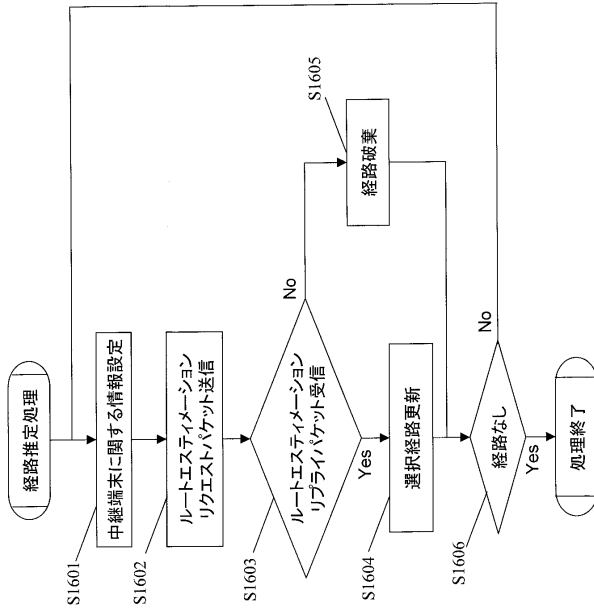 経路推定処理
S1601
中継端末に関する情報設定
S1602
ルートエスティメーション
リクエストパケット送信
S1603
ルートエスティメーション
リプライパケット受信
No
Yes
S1605
経路破棄
S1604
選択経路更新
S1606
経路なし
No
Yes
処理終了